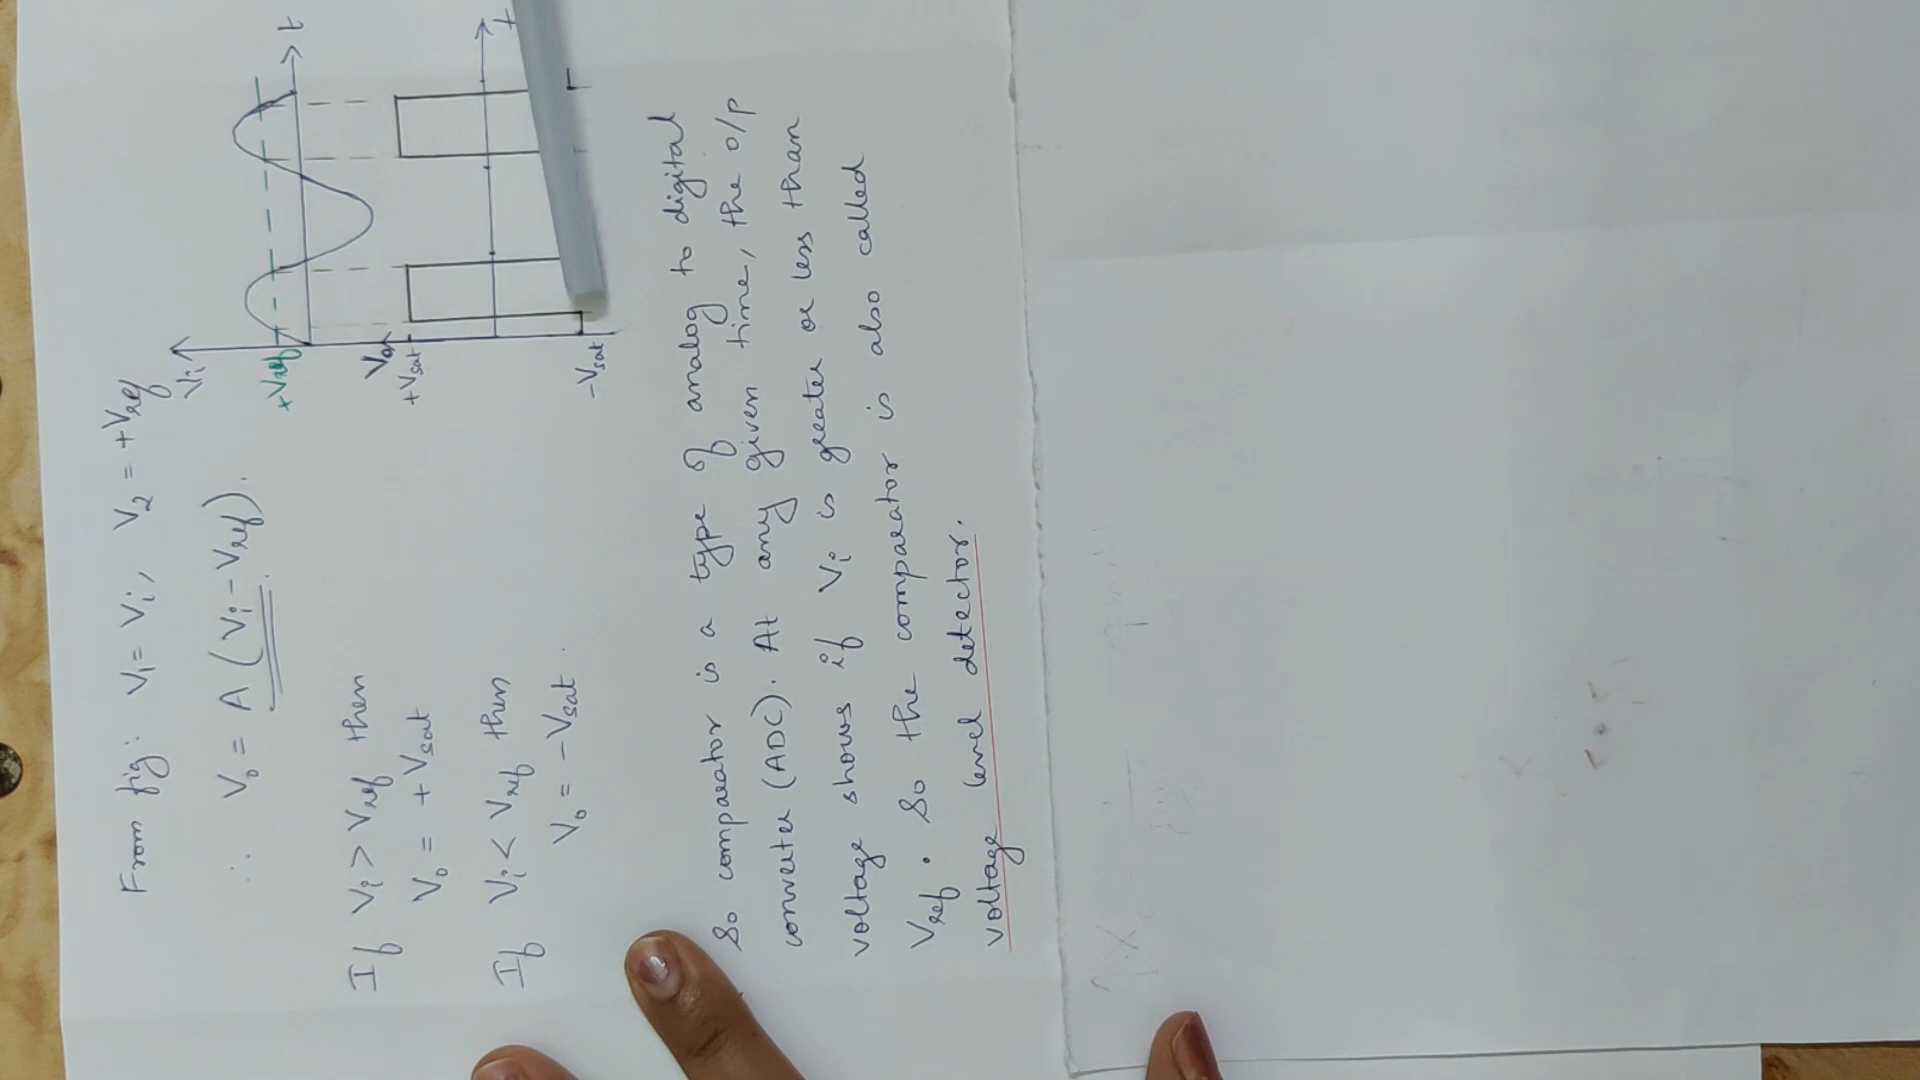 From fig: V1 = Vi, V2 = +Vref
∴ Vo = A (Vi - Vref).
If Vi > Vref then
Vo = +Vsat
If Vi < Vref then
Vo = -Vsat.
Vi
+Vref
t
Vo
+Vsat
-Vsat
t
So comparator is a type of analog to digital
converter (ADC). At any given time, the o/p
voltage shows if Vi is greater or less than
Vref. So the comparator is also called
voltage level detector.